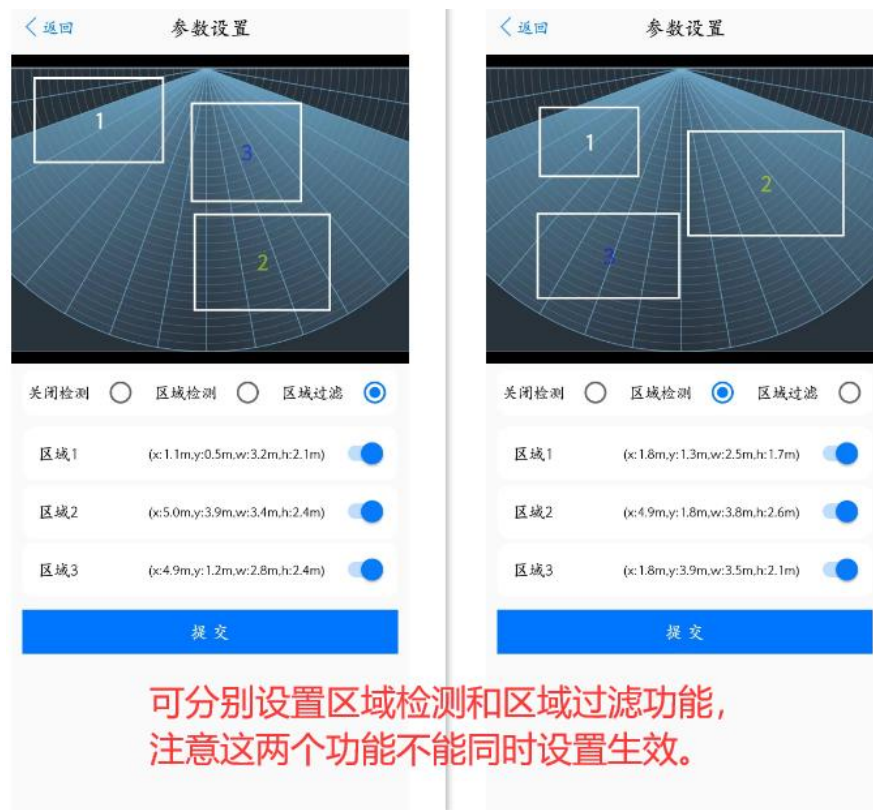 返回 参数设置
1
3
2
关闭检测 区域检测 区域过滤
区域1 (x:1.1m,y:0.5m,w:3.2m,h:2.1m)
区域2 (x:5.0m,y:3.9m,w:3.4m,h:2.4m)
区域3 (x:4.9m,y:1.2m,w:2.8m,h:2.4m)
提交
返回 参数设置
1
2
3
关闭检测 区域检测 区域过滤
区域1 (x:1.8m,y:1.3m,w:2.5m,h:1.7m)
区域2 (x:4.9m,y:1.8m,w:3.8m,h:2.6m)
区域3 (x:1.8m,y:3.9m,w:3.5m,h:2.1m)
提交
可分别设置区域检测和区域过滤功能，
注意这两个功能不能同时设置生效。